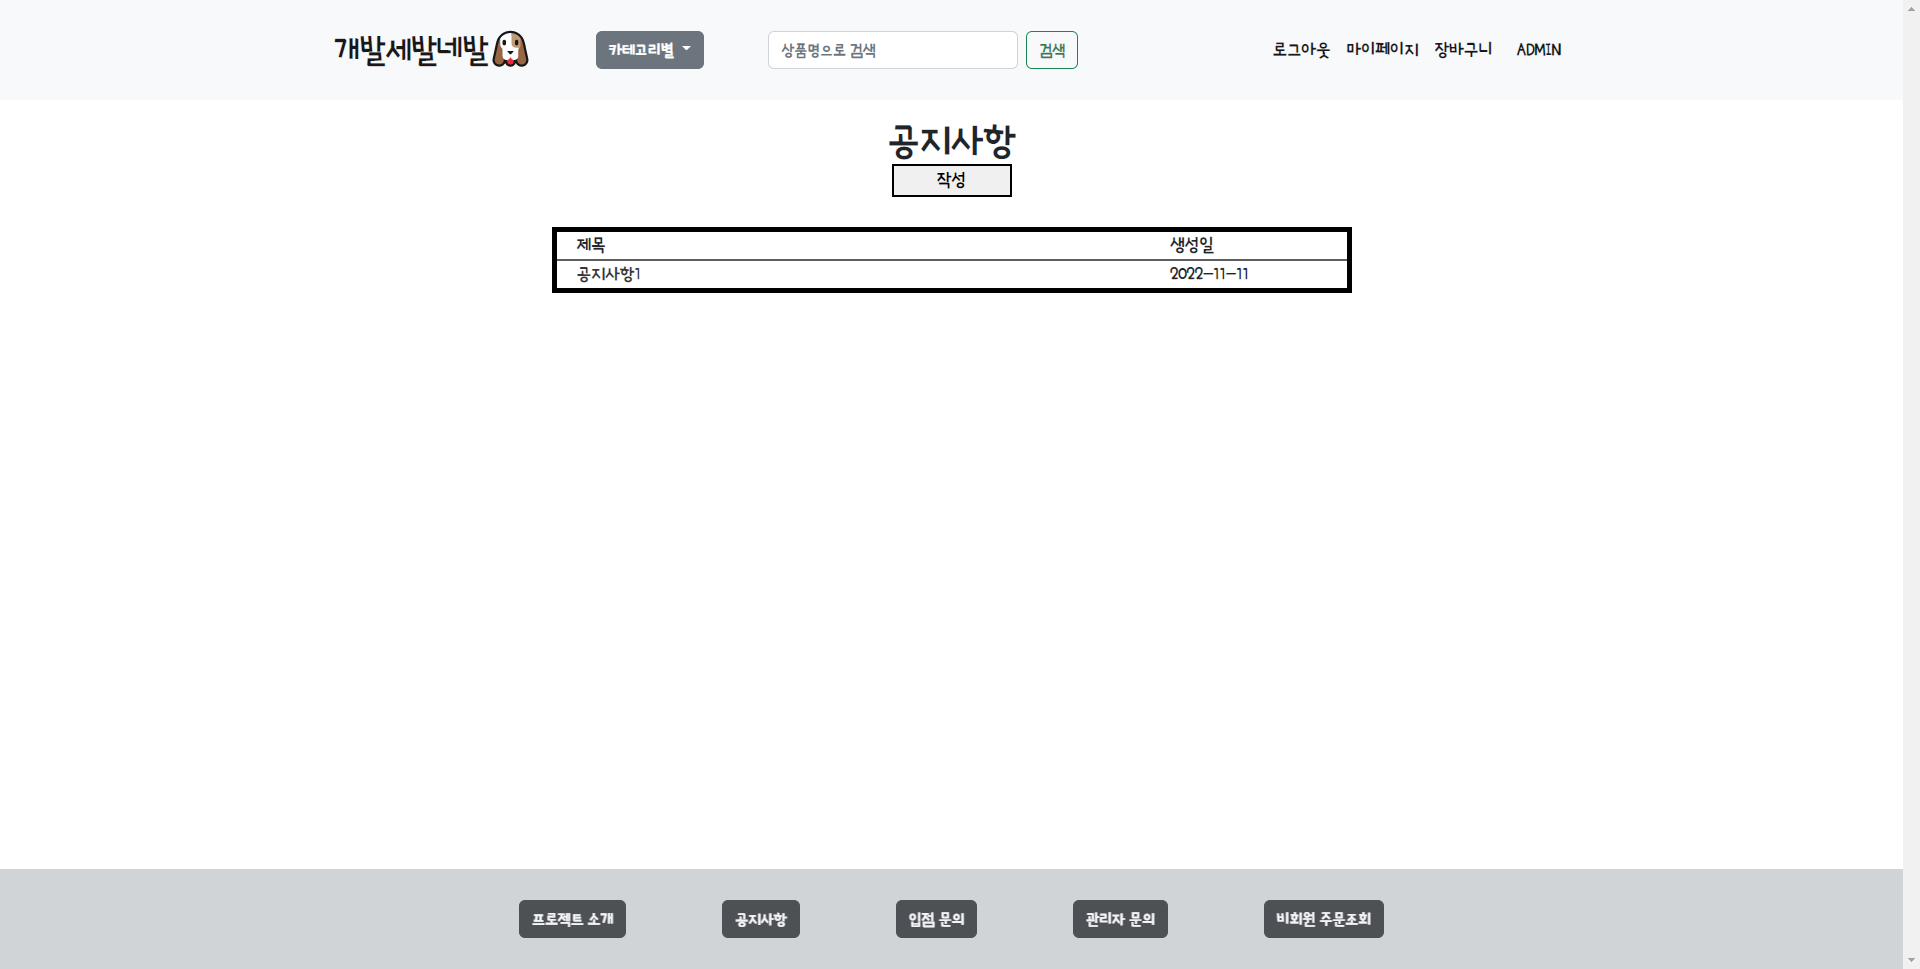 개발세발네발 카테고리별 상품명으로 검색 검색 로그아웃 마이페이지 장바구니 ADMIN
공지사항
작성
제목 생성일
공지사항1 2022-11-11
프로젝트 소개 공지사항 입점 문의 관리자 문의 비회원 주문조회